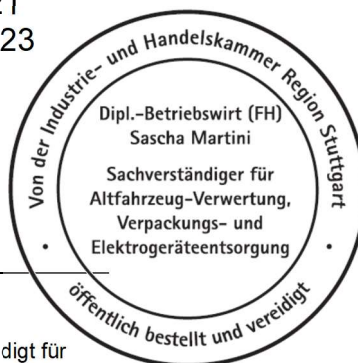 23
Von der Industrie- und Handelskammer Region Stuttgart
Dipl.-Betriebswirt (FH)
Sascha Martini
Sachverständiger für
Altfahrzeug-Verwertung,
Verpackungs- und
Elektrogeräteentsorgung
öffentlich bestellt und vereidigt
digt für